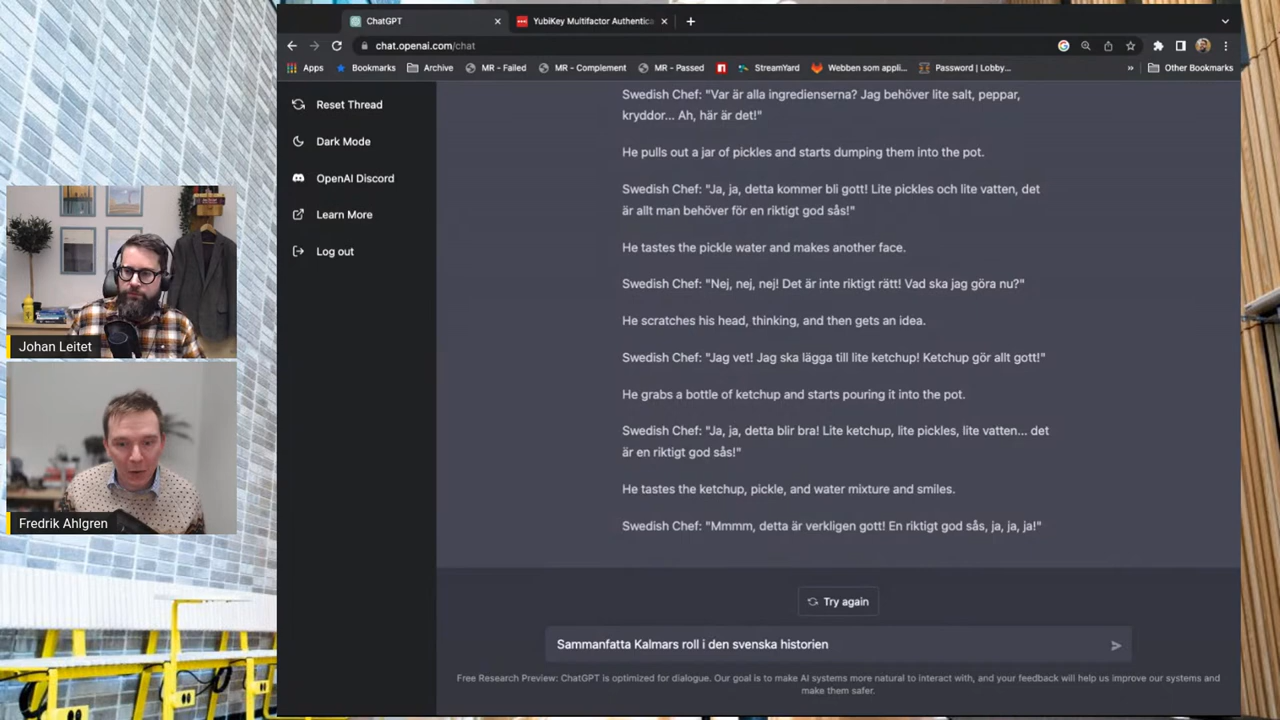 ChatGPT
YubiKey Multifactor Authentica
chat.openai.com/chat
Apps
Bookmarks
Archive
MR - Failed
MR - Complement
MR - Passed
StreamYard
Webben som appli...
Password | Lobby...
»
Other Bookmarks
Reset Thread
Dark Mode
OpenAI Discord
Learn More
Log out
Swedish Chef: "Var är alla ingredienserna? Jag behöver lite salt, peppar,
kryddor... Ah, här är det!"
He pulls out a jar of pickles and starts dumping them into the pot.
Swedish Chef: "Ja, ja, detta kommer bli gott! Lite pickles och lite vatten, det
är allt man behöver för en riktigt god sås!"
He tastes the pickle water and makes another face.
Swedish Chef: "Nej, nej, nej! Det är inte riktigt rätt! Vad ska jag göra nu?"
He scratches his head, thinking, and then gets an idea.
Swedish Chef: "Jag vet! Jag ska lägga till lite ketchup! Ketchup gör allt gott!"
He grabs a bottle of ketchup and starts pouring it into the pot.
Swedish Chef: "Ja, ja, detta blir bra! Lite ketchup, lite pickles, lite vatten... det
är en riktigt god sås!"
He tastes the ketchup, pickle, and water mixture and smiles.
Swedish Chef: "Mmmm, detta är verkligen gott! En riktigt god sås, ja, ja, ja!"
Try again
Sammanfatta Kalmars roll i den svenska historien
Free Research Preview: ChatGPT is optimized for dialogue. Our goal is to make AI systems more natural to interact with, and your feedback will help us improve our systems and
make them safer.
Johan Leitet
Fredrik Ahlgren